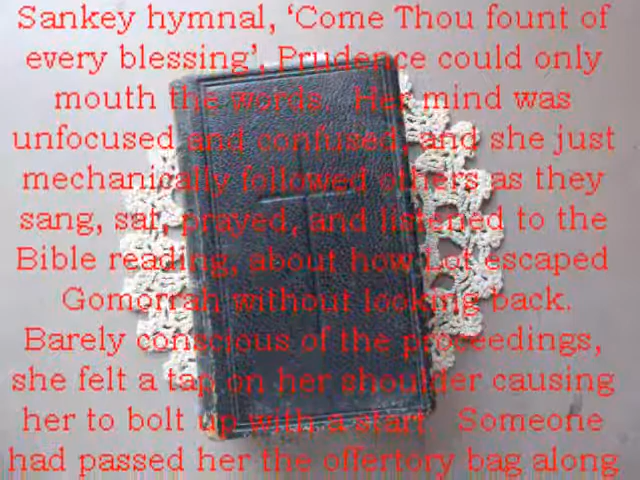 Sankey hymnal, ‘Come Thou fount of
every blessing’. Prudence could only
mouth the words. Her mind was
unfocused and confused, and she just
mechanically followed others as they
sang, sat, prayed, and listened to the
Bible reading, about how Lot escaped
Gomorrah without looking back.
Barely conscious of the proceedings,
she felt a tap on her shoulder causing
her to bolt up with a start. Someone
had passed her the offertory bag along